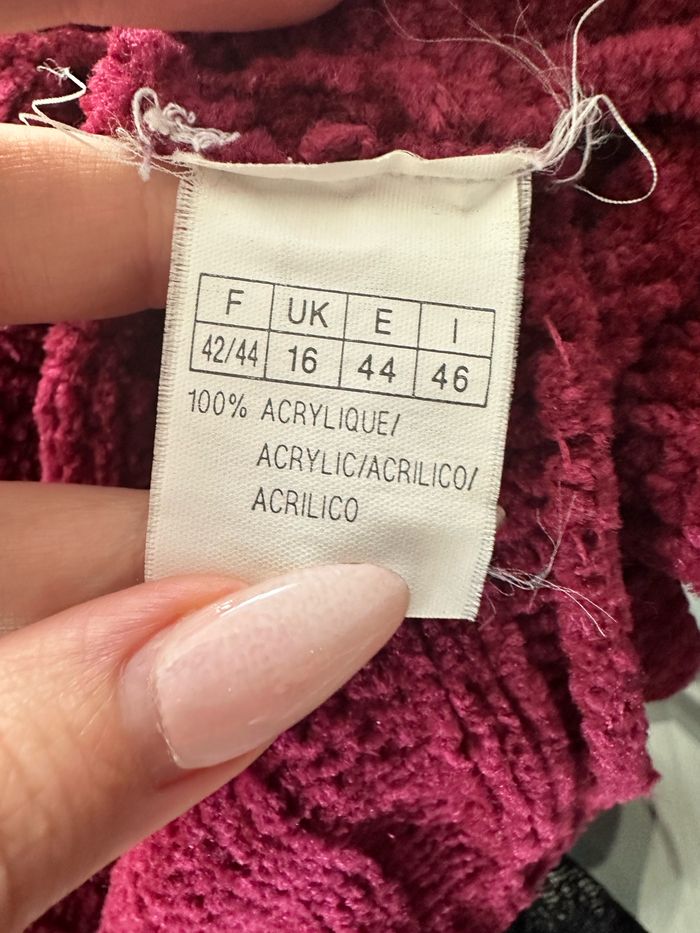 F UK E I
42/44 16 44 46
100% ACRYLIQUE/
ACRYLIC/ACRILICO/
ACRILICO